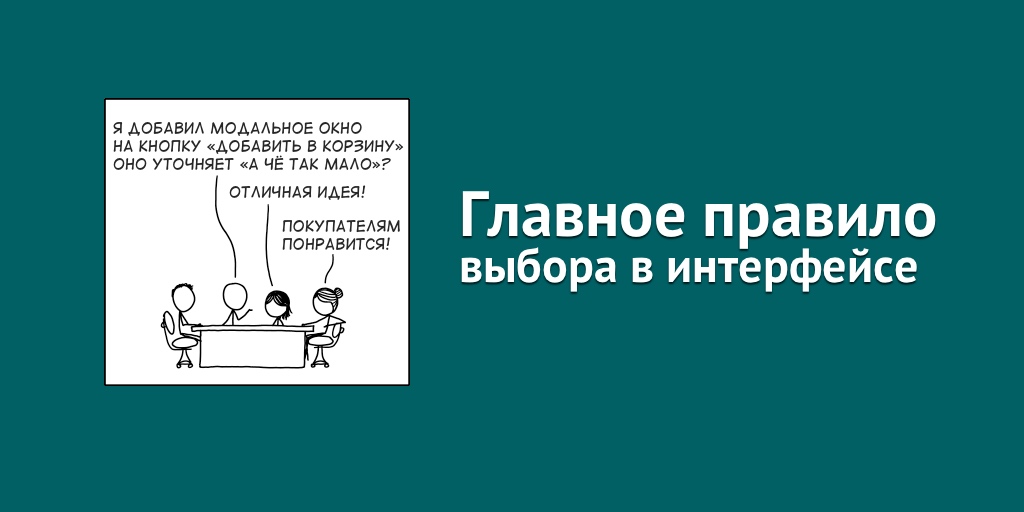 Я ДОБАВИЛ МОДАЛЬНОЕ ОКНО
НА КНОПКУ «ДОБАВИТЬ В КОРЗИНУ»
ОНО УТОЧНЯЕТ «А ЧЁ ТАК МАЛО»?
ОТЛИЧНАЯ ИДЕЯ!
ПОКУПАТЕЛЯМ
ПОНРАВИТСЯ!
Главное правило
выбора в интерфейсе